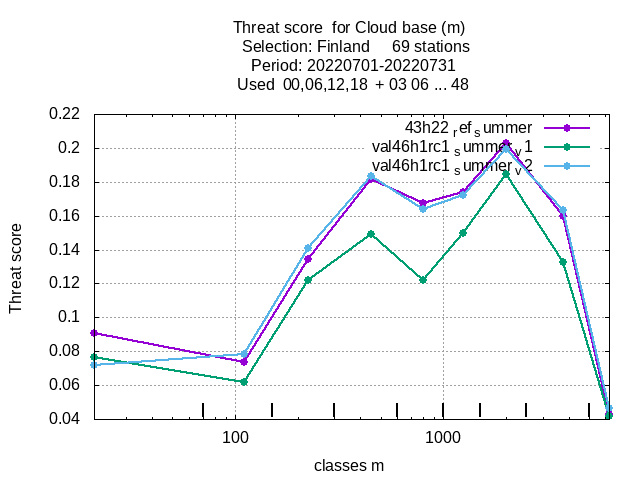 Threat score  for Cloud base (m)
Selection: Finland     69 stations
Period: 20220701-20220731
Used  00,06,12,18  + 03 06 ... 48
43h22 ref summer
val46h1rc1 summer v1
val46h1rc1 summer v2
0.22
0.2
0.18
0.16
0.14
0.12
0.1
0.08
0.06
0.04
Threat score
100
1000
classes m